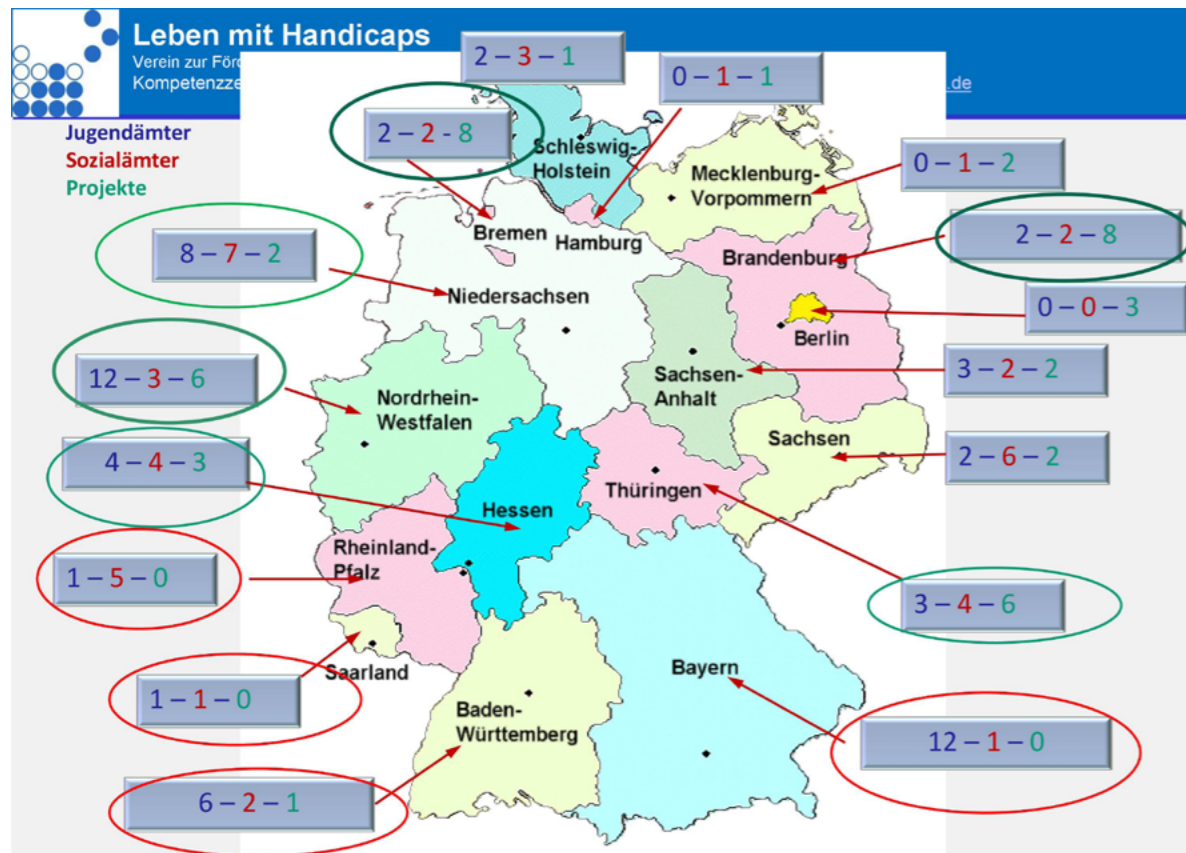 Leben mit Handicaps
Verein zur För
Kompetenzze
.de
2 – 3 – 1
0 – 1 – 1
Jugendämter
Sozialämter
Projekte
2 – 2 - 8
Schleswig-
Holstein
Mecklenburg-
Vorpommern
0 – 1 – 2
Bremen
Hamburg
8 – 7 – 2
Brandenburg
2 – 2 – 8
Niedersachsen
0 – 0 – 3
Berlin
12 – 3 – 6
Nordrhein-
Westfalen
Sachsen-
Anhalt
3 – 2 – 2
Sachsen
4 – 4 – 3
2 – 6 – 2
Hessen
Thüringen
Rheinland-
Pfalz
1 – 5 – 0
3 – 4 – 6
Saarland
Bayern
1 – 1 – 0
Baden-
Württemberg
12 – 1 – 0
6 – 2 – 1